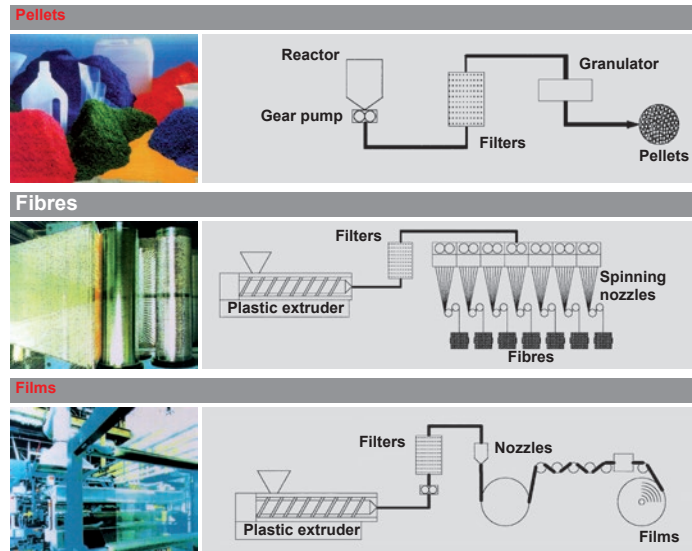 Pellets
Reactor
Granulator
Gear pump
Filters
Pellets
Fibres
Filters
Spinning
nozzles
Plastic extruder
Fibres
Films
Filters
Nozzles
Plastic extruder
Films